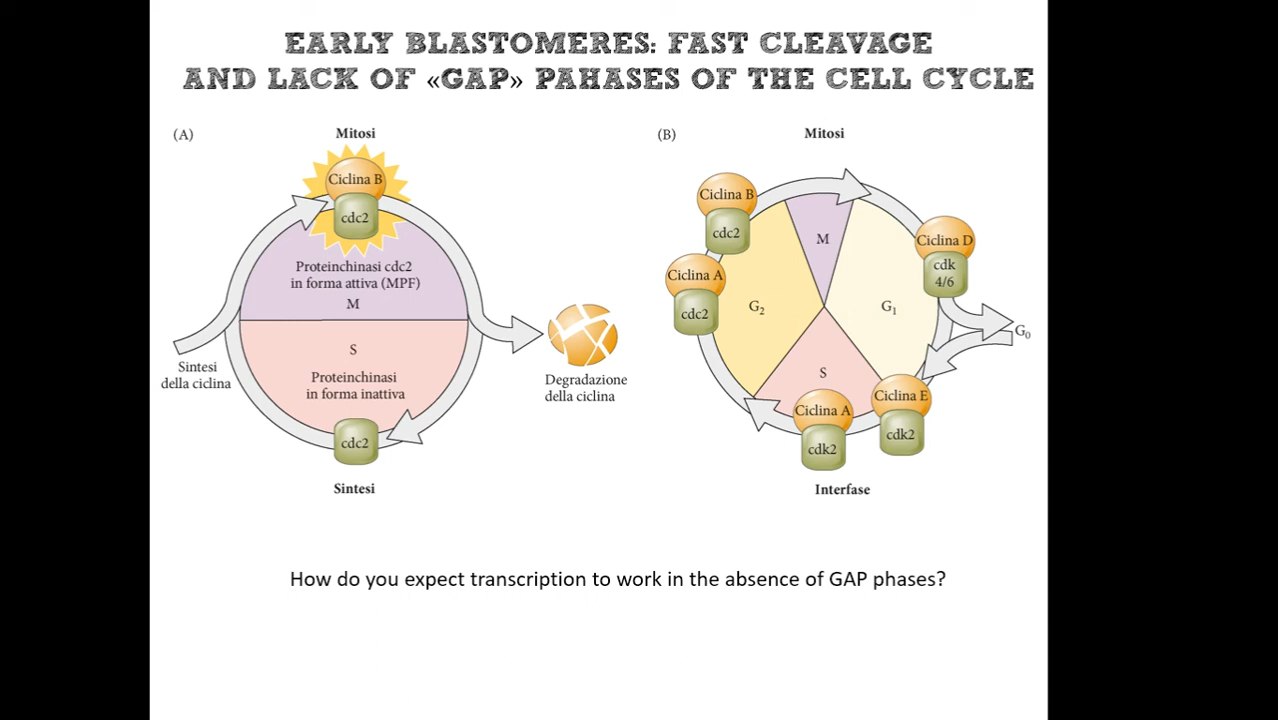 EARLY BLASTOMERES: FAST CLEAVAGE
AND LACK OF «GAP» PAHASES OF THE CELL CYCLE
(A)
Mitosi
Ciclina B
cdc2
Proteinchinasi cdc2
in forma attiva (MPF)
M
S
Proteinchinasi
in forma inattiva
cdc2
Sintesi
Sintesi
della ciclina
Degradazione
della ciclina
(B)
Mitosi
Ciclina B
cdc2
Ciclina A
cdc2
M
G₂
G₁
S
Ciclina D
cdk
4/6
G₀
Ciclina E
cdk2
Ciclina A
cdk2
Interfase
How do you expect transcription to work in the absence of GAP phases?